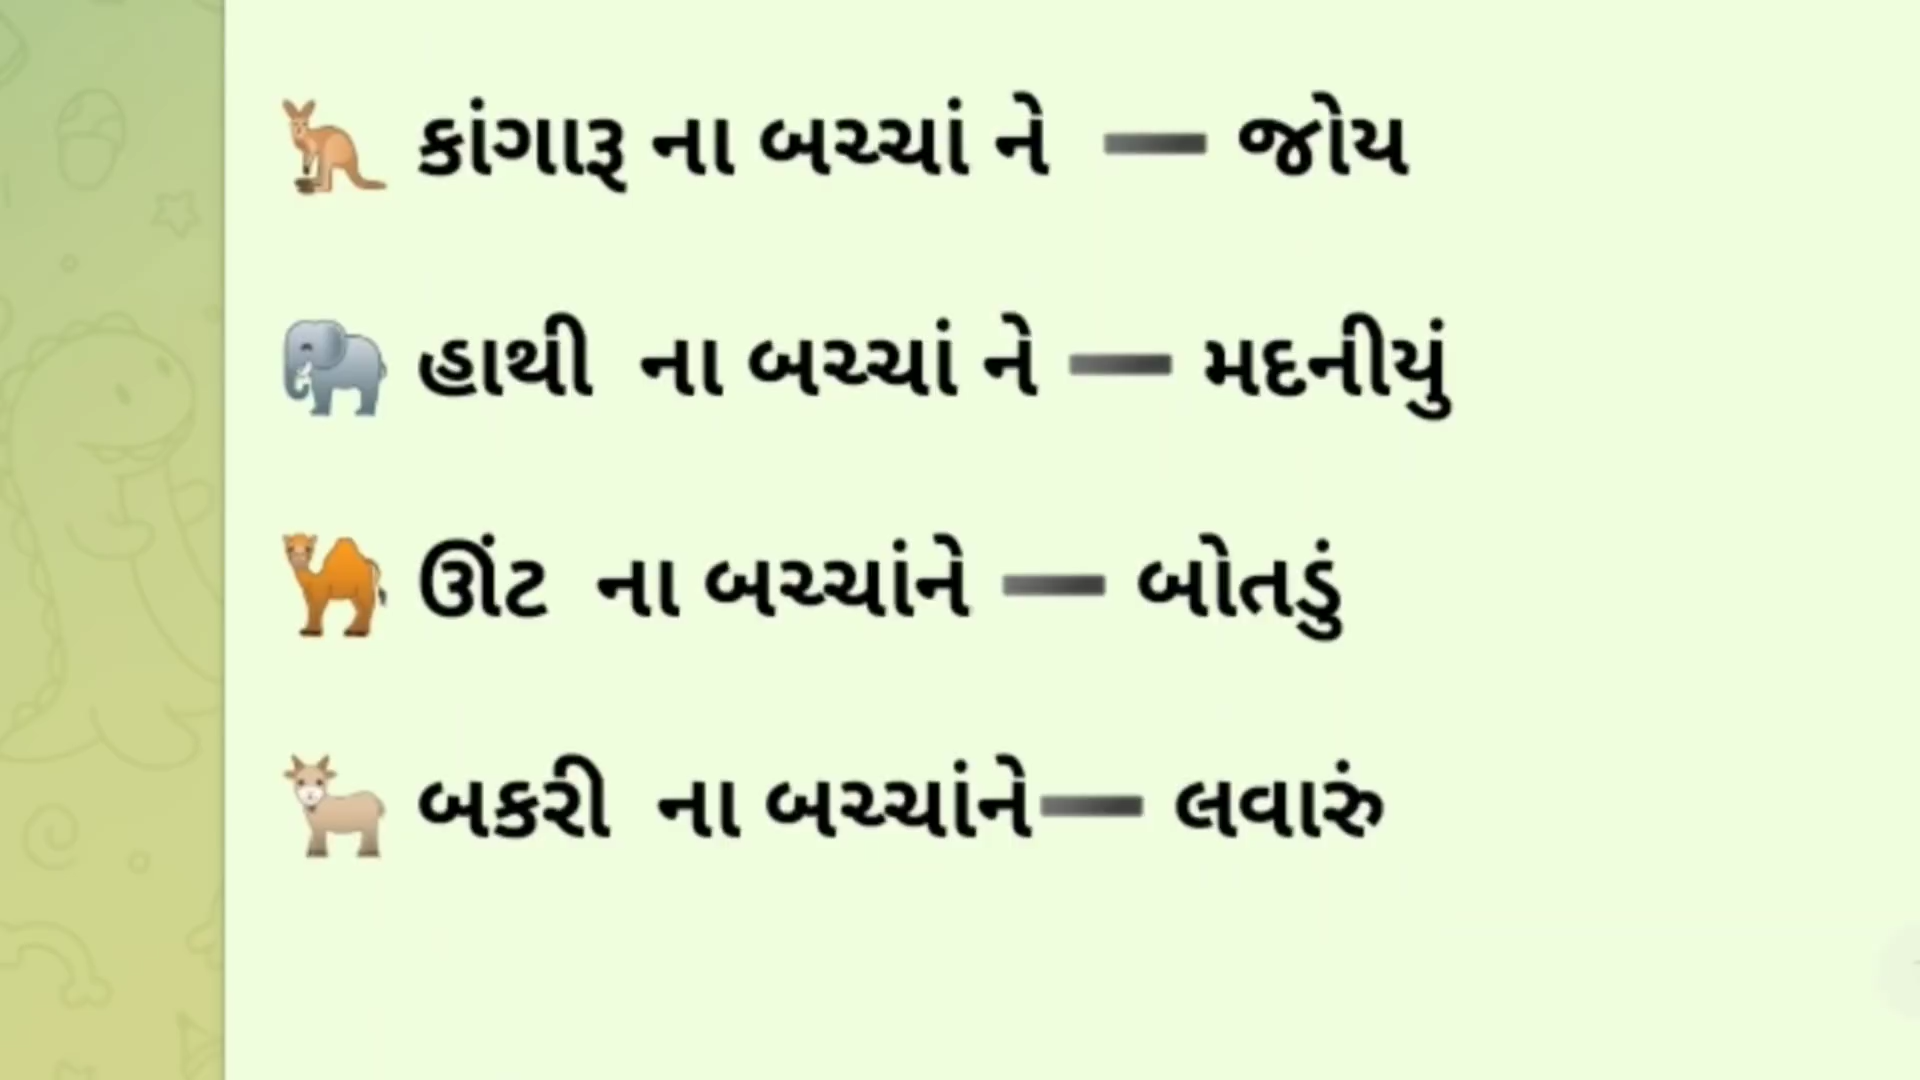 🦘 કાંગારૂ ના બચ્ચાં ને ➖ જોય
🐘 હાથી ના બચ્ચાં ને ➖ મદનીયું
🐪 ઊંટ ના બચ્ચાંને ➖ બોતડું
🐐 બકરી ના બચ્ચાંને➖ લવારું